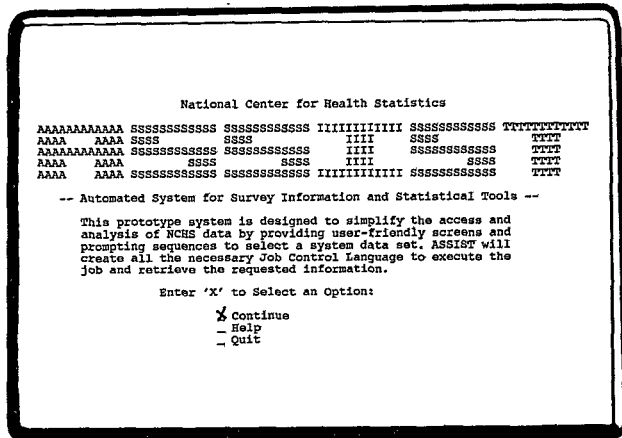 National Center for Health Statistics
AAAAAAAAAAAA SSSSSSSSSSSS SSSSSSSSSSSS IIIIIIIIIIII SSSSSSSSSSSS TTTTTTTTTTTT
AAAA    AAAA SSSS         SSSS             IIII     SSSS             TTTT
AAAAAAAAAAAA SSSSSSSSSSSS SSSSSSSSSSSS     IIII     SSSSSSSSSSSS     TTTT
AAAA    AAAA         SSSS         SSSS     IIII             SSSS     TTTT
AAAA    AAAA SSSSSSSSSSSS SSSSSSSSSSSS IIIIIIIIIIII SSSSSSSSSSSS     TTTT
-- Automated System for Survey Information and Statistical Tools --
This prototype system is designed to simplify the access and
analysis of NCHS data by providing user-friendly screens and
prompting sequences to select a system data set. ASSIST will
create all the necessary Job Control Language to execute the
job and retrieve the requested information.
Enter 'X' to Select an Option:
X Continue
_ Help
_ Quit